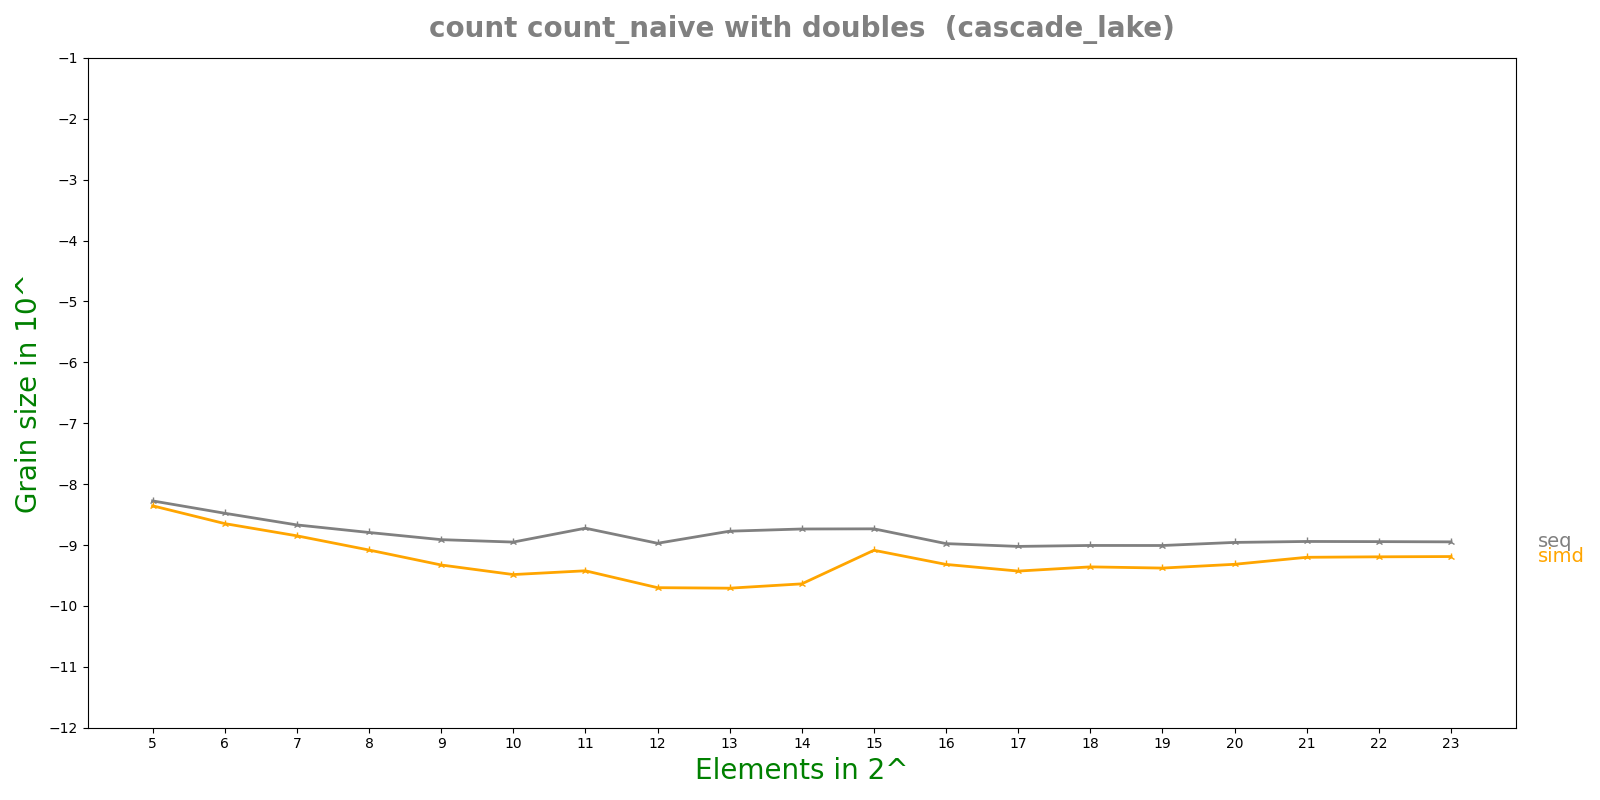 count count_naive with doubles  (cascade_lake)
−1
−2
−3
−4
−5
−6
−7
−8
−9
−10
−11
−12
Grain size in 10^
seq
simd
5 6 7 8 9 10 11 12 13 14 15 16 17 18 19 20 21 22 23
Elements in 2^